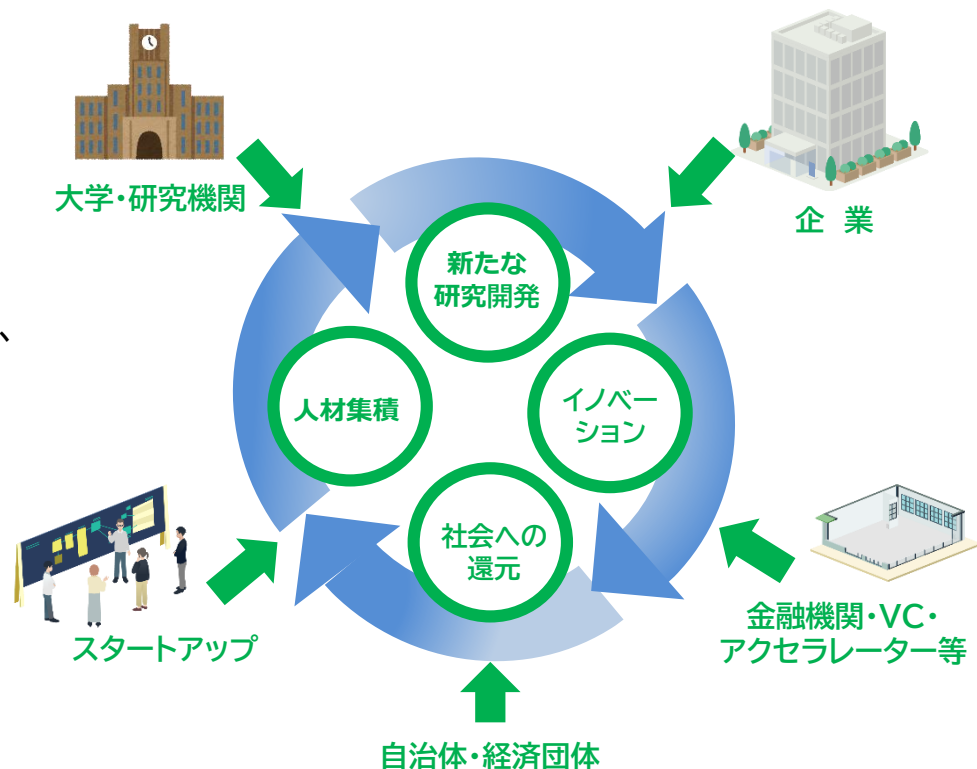 大学・研究機関
企 業
新たな
研究開発
、
人材集積
イノベー
ション
社会への
還元
スタートアップ
金融機関・VC・
アクセラレーター等
自治体・経済団体